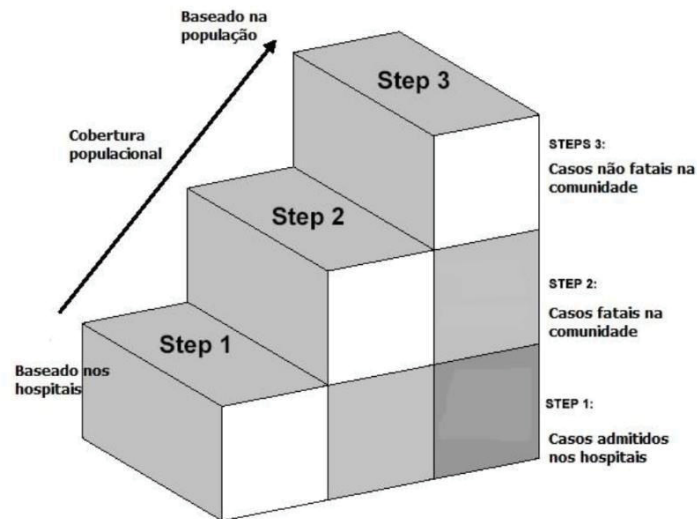 Baseado na
população
Step 3
Cobertura
populacional
STEPS 3:
Casos não fatais na
comunidade
Step 2
STEP 2:
Casos fatais na
comunidade
Step 1
Baseado nos
hospitais
STEP 1:
Casos admitidos
nos hospitais